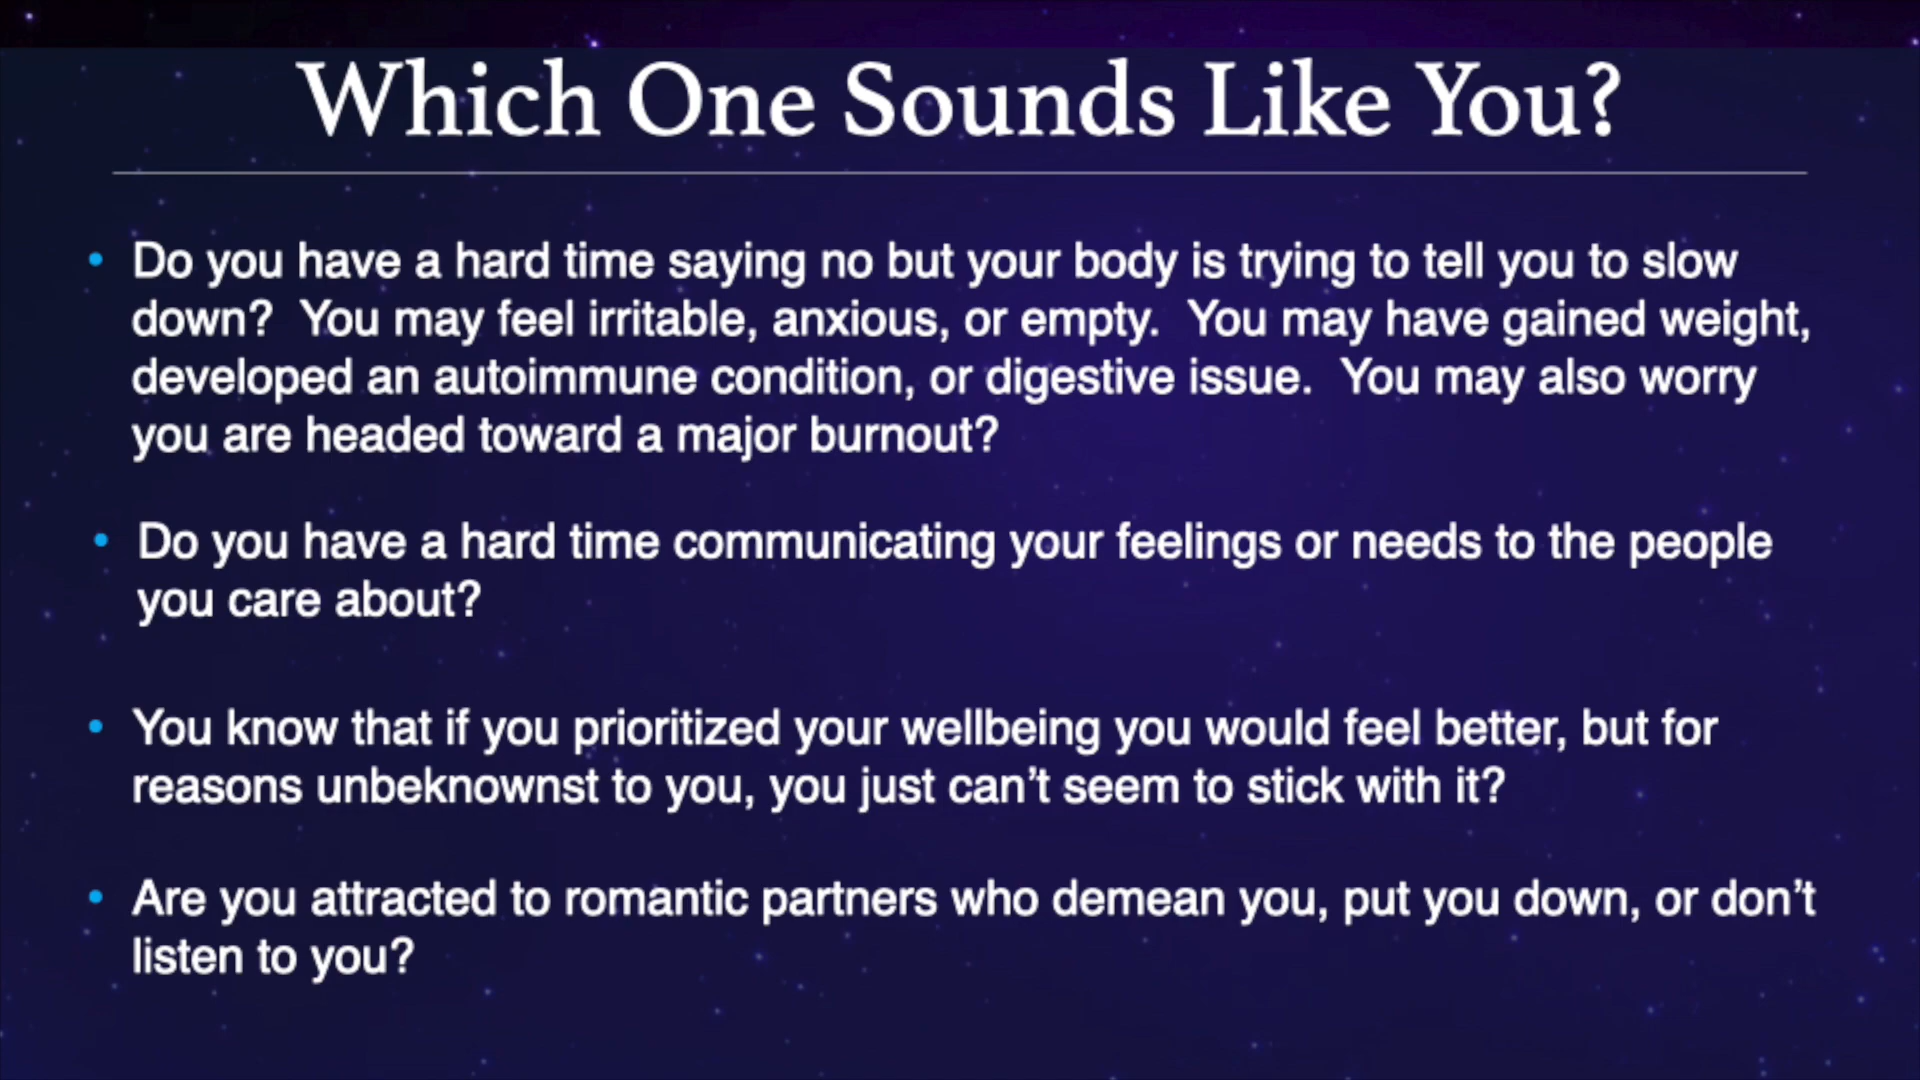 Which One Sounds Like You?
• Do you have a hard time saying no but your body is trying to tell you to slow
down?  You may feel irritable, anxious, or empty.  You may have gained weight,
developed an autoimmune condition, or digestive issue.  You may also worry
you are headed toward a major burnout?
• Do you have a hard time communicating your feelings or needs to the people
you care about?
• You know that if you prioritized your wellbeing you would feel better, but for
reasons unbeknownst to you, you just can’t seem to stick with it?
• Are you attracted to romantic partners who demean you, put you down, or don’t
listen to you?